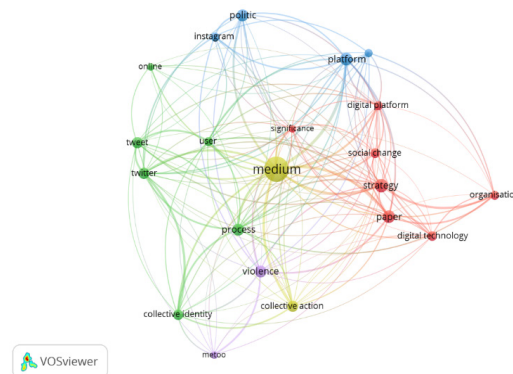 politic
instagram
platform
online
digital platform
significance
tweet
user
social change
medium
twitter
strategy
organisatio
paper
process
digital technology
violence
collective action
collective identity
metoo
VOSviewer